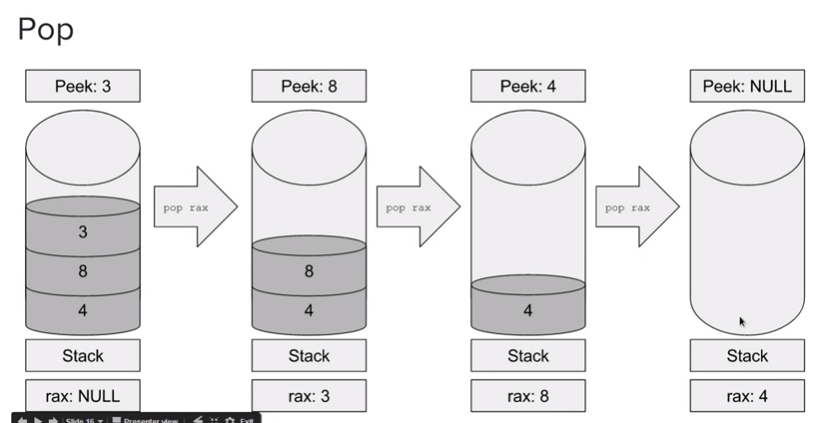 Pop
Peek: 3
Peek: 8
Peek: 4
Peek: NULL
pop rax
pop rax
pop rax
3
8
4
8
4
4
Stack
Stack
Stack
Stack
rax: NULL
rax: 3
rax: 8
rax: 4
Slide 16
Presenter view
Exit